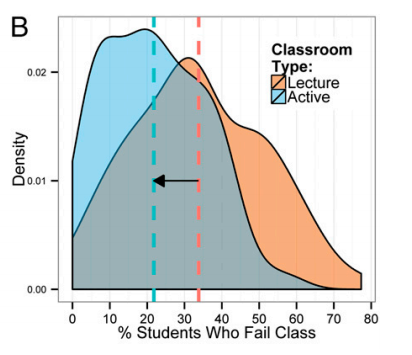 B
Classroom
Type:
Lecture
Active
Density
0.02
0.01
0.00
0 10 20 30 40 50 60 70 80
% Students Who Fail Class